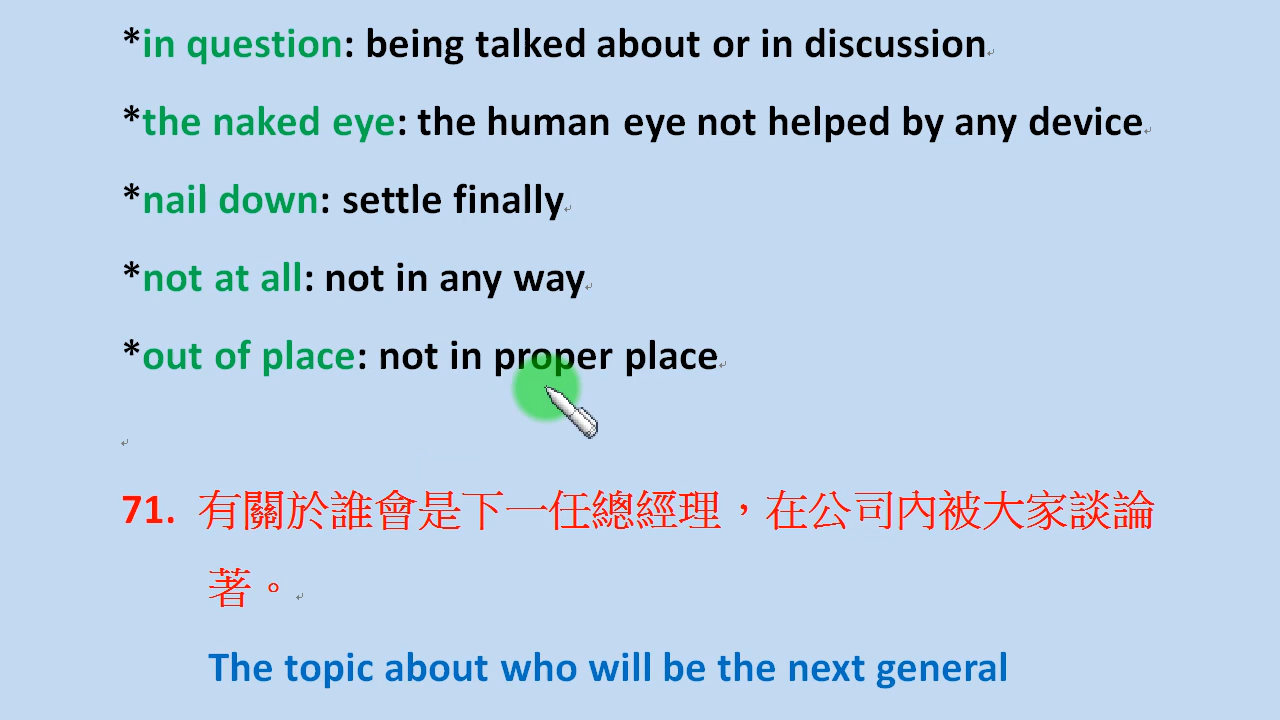 *in question: being talked about or in discussion
*the naked eye: the human eye not helped by any device
*nail down: settle finally
*not at all: not in any way
*out of place: not in proper place
71. 有關於誰會是下一任總經理，在公司內被大家談論
著。
The topic about who will be the next general